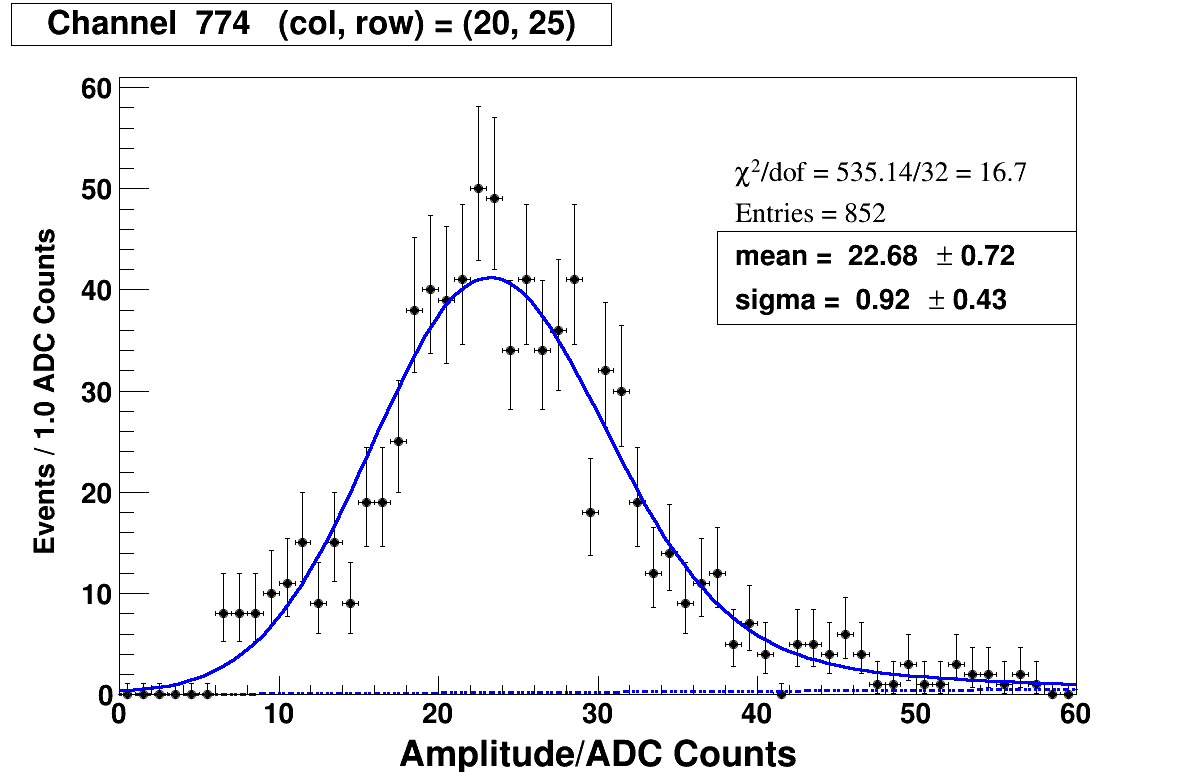 Channel 774 (col, row) = (20, 25)
60
50
40
30
20
10
0
Events / 1.0 ADC Counts
χ²/dof = 535.14/32 = 16.7
Entries = 852
mean = 22.68 ± 0.72
sigma = 0.92 ± 0.43
0 10 20 30 40 50 60
Amplitude/ADC Counts